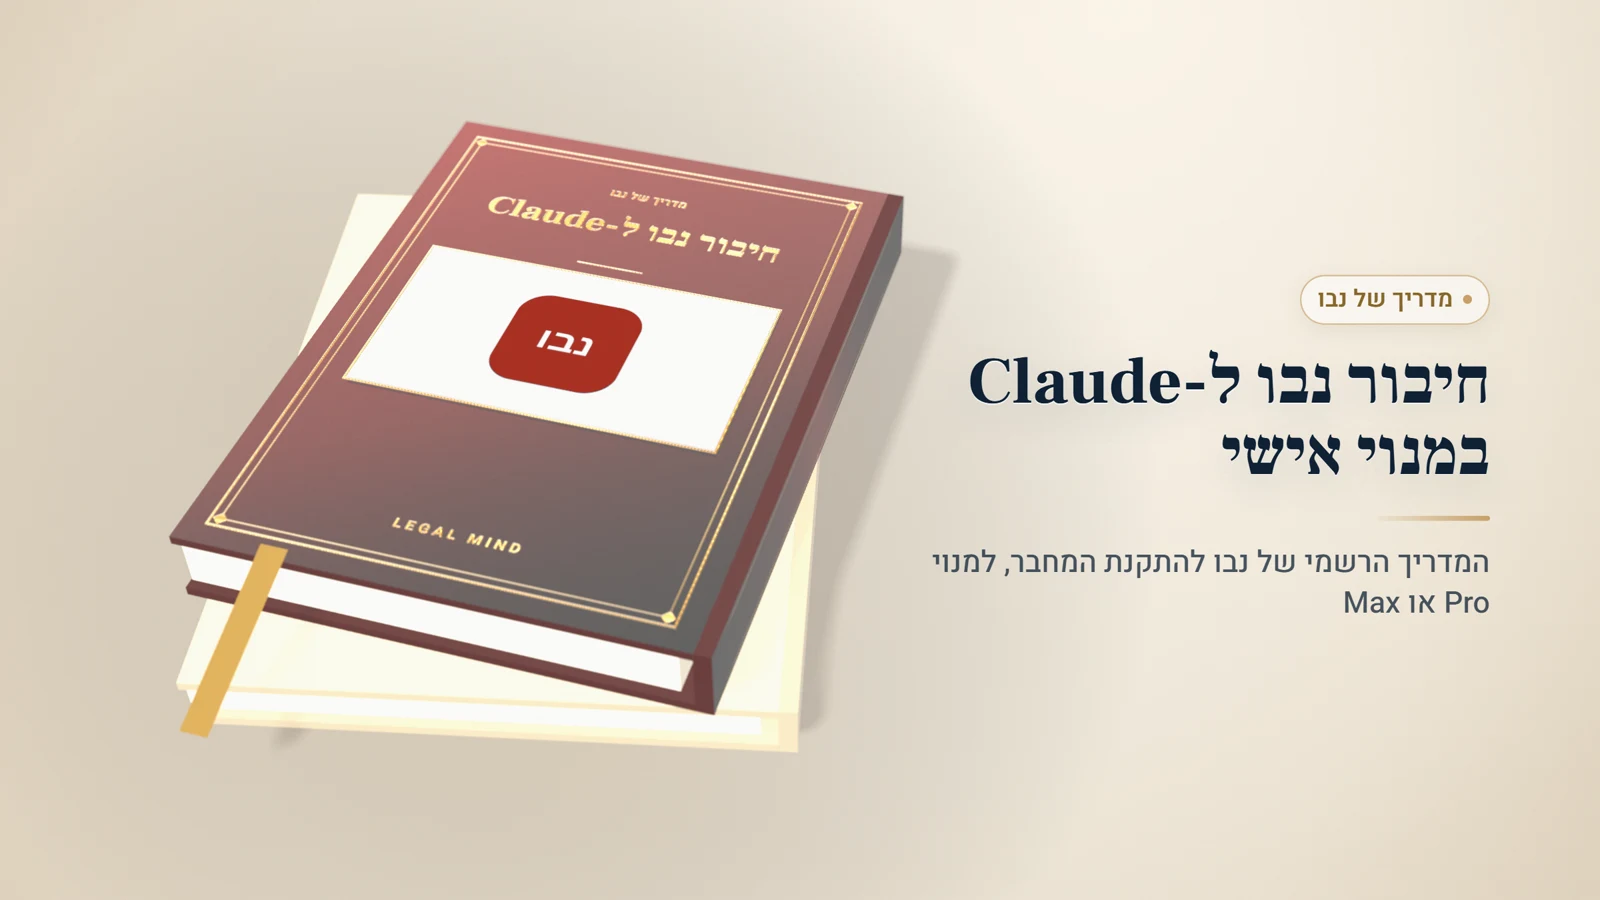 מדריך של נבו
חיבור נבו ל-Claude
נבו
LEGAL MIND
מדריך של נבו
חיבור נבו ל-Claude
במנוי אישי
המדריך הרשמי של נבו להתקנת המחבר, למנוי
Pro או Max